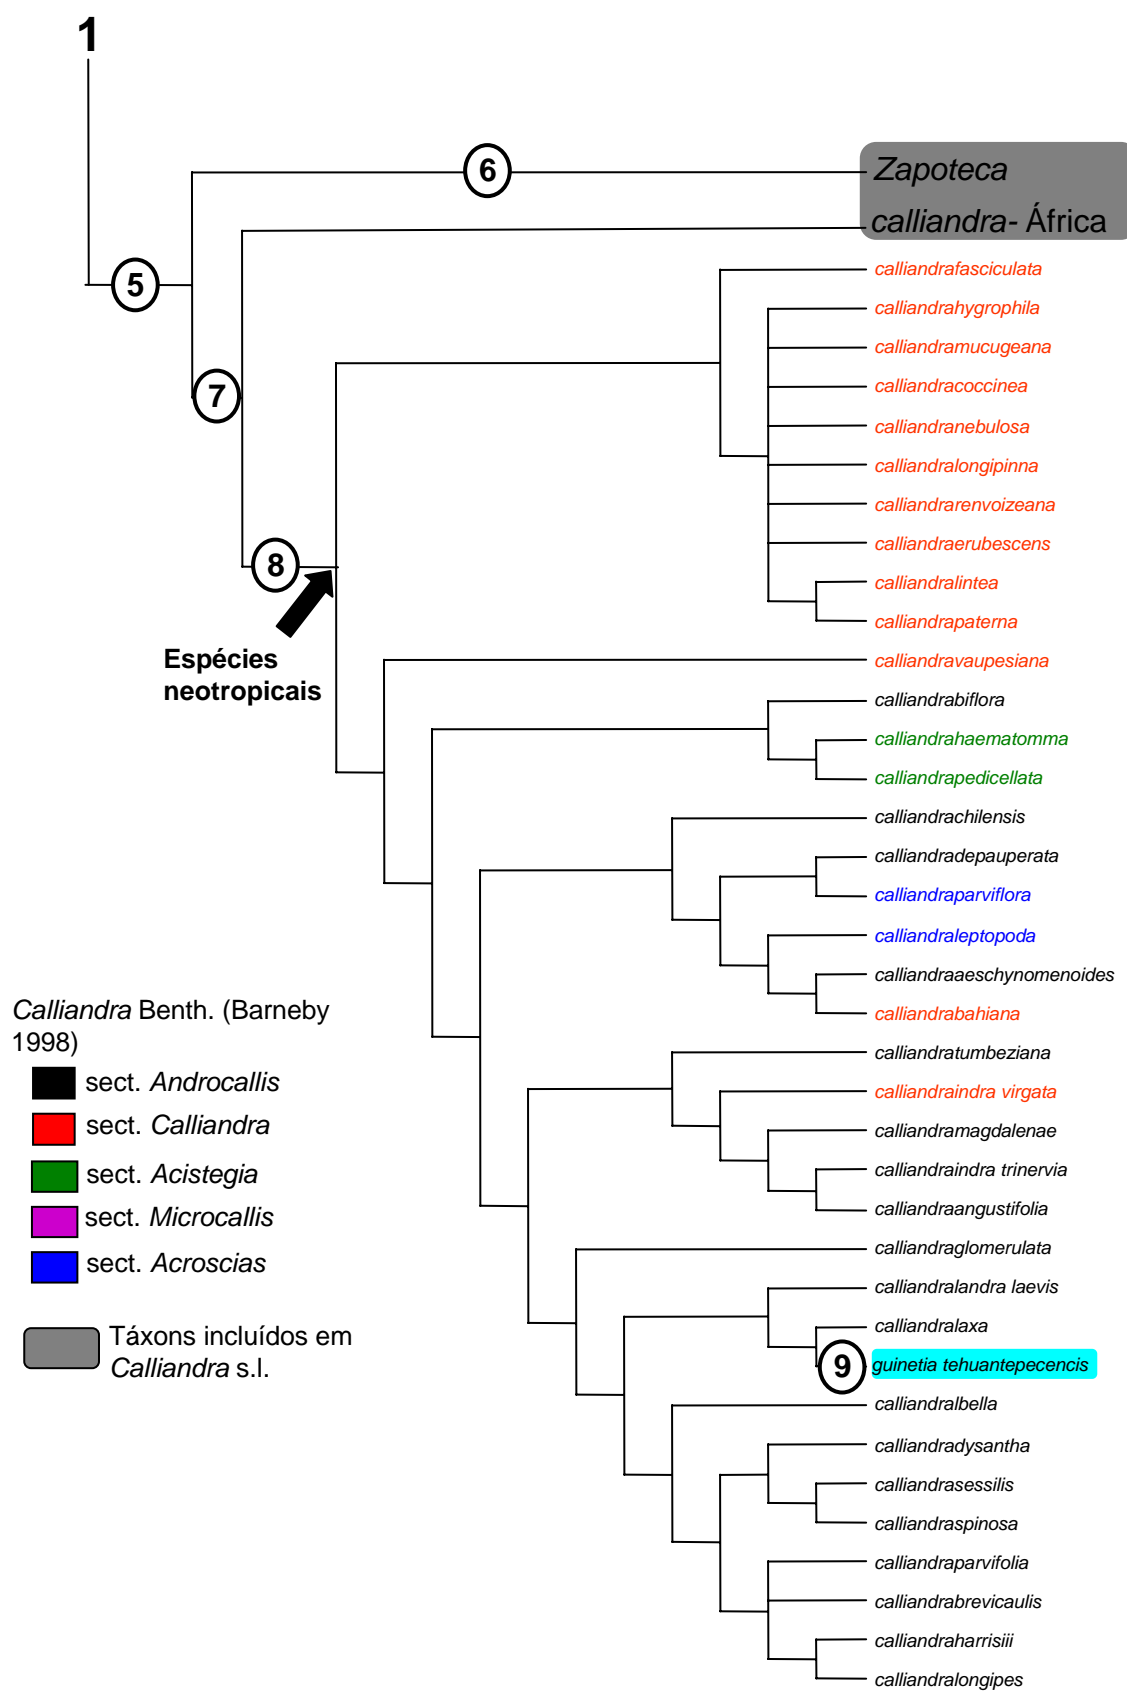 1
6
Zapoteca
calliandra- África
5
calliandrafasciculata
calliandrahygrophila
calliandramucugeana
calliandracoccinea
7
calliandranebulosa
calliandralongipinna
calliandrarenvoizeana
calliandraerubescens
8
calliandralintea
calliandrapaterna
Espécies
neotropicais
calliandravaupesiana
calliandrabiflora
calliandrahaematomma
calliandrapedicellata
calliandrachilensis
calliandradepauperata
calliandraparviflora
calliandraleptopoda
calliandraaeschynomenoides
calliandrabahiana
Calliandra Benth. (Barneby
1998)
sect. Androcallis
sect. Calliandra
sect. Acistegia
sect. Microcallis
sect. Acroscias
Táxons incluídos em
Calliandra s.l.
calliandratumbeziana
calliandraindra virgata
calliandramagdalenae
calliandraindra trinervia
calliandraangustifolia
calliandraglomerulata
calliandralandra laevis
calliandralaxa
9
guinetia tehuantepecencis
calliandralbella
calliandradysantha
calliandrasessilis
calliandraspinosa
calliandraparvifolia
calliandrabrevicaulis
calliandraharrisiii
calliandralongipes